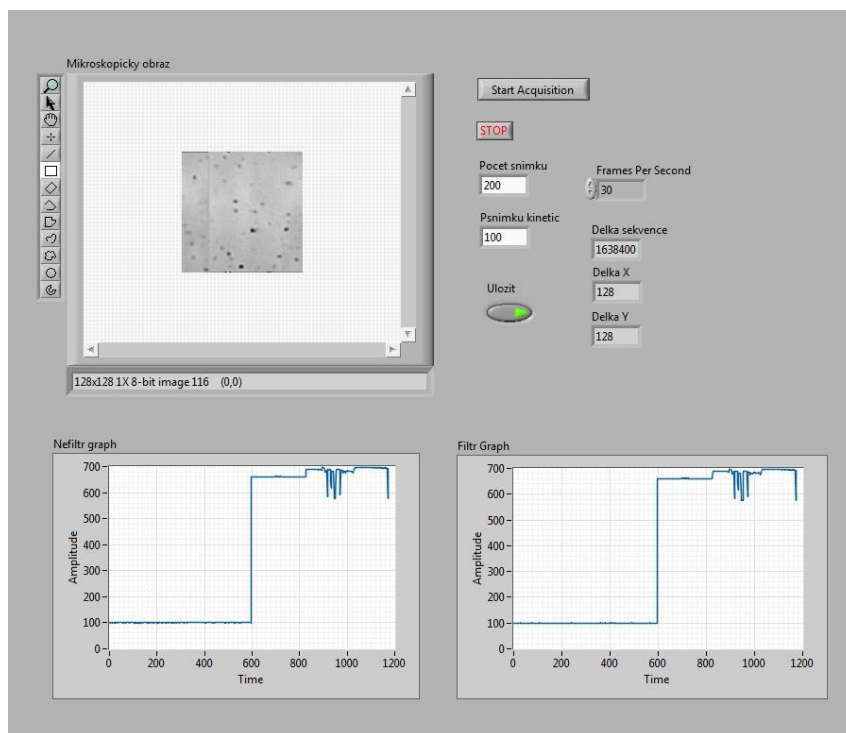 Mikroskopicky obraz
128x128 1X 8-bit image 116 (0,0)
Start Acquisition
STOP
Pocet snimku
200
Frames Per Second
30
Psnimku kinetic
100
Delka sekvence
1638400
Delka X
128
Ulozit
Delka Y
128
Nefiltr graph
700
600
500
400
300
200
100
0
Amplitude
0 200 400 600 800 1000 1200
Time
Filtr Graph
700
600
500
400
300
200
100
0
Amplitude
0 200 400 600 800 1000 1200
Time